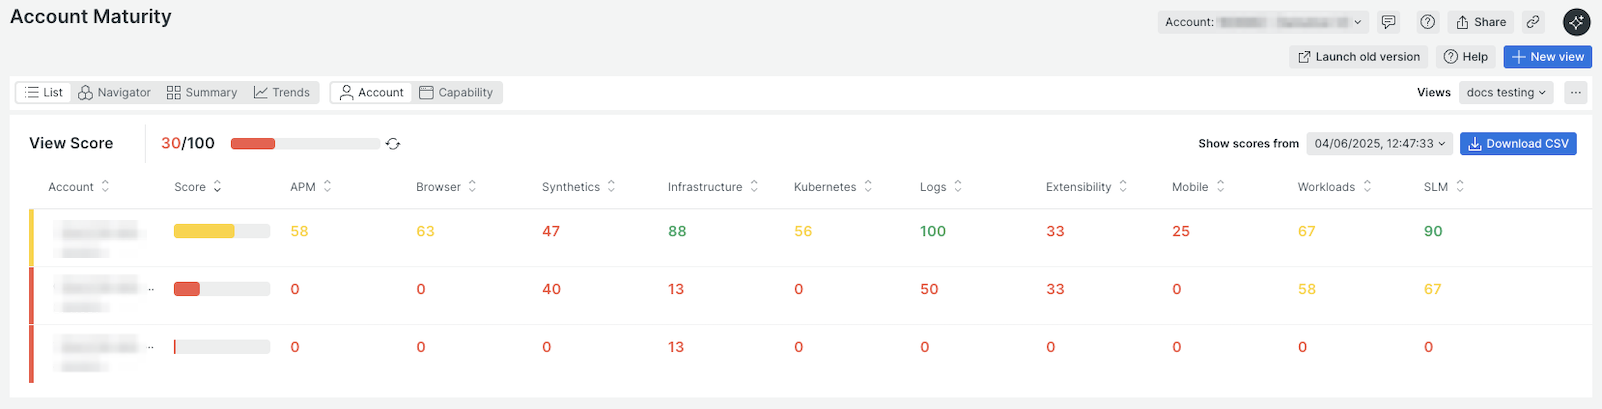 Account Maturity
Account:
Share
Launch old version
Help
New view
List Navigator Summary Trends Account Capability
Views docs testing
View Score 30/100
Show scores from 04/06/2025, 12:47:33 Download CSV
Account Score APM Browser Synthetics Infrastructure Kubernetes Logs Extensibility Mobile Workloads SLM
58 63 47 88 56 100 33 25 67 90
.. 0 0 40 13 0 50 33 0 58 67
.. 0 0 0 13 0 0 0 0 0 0